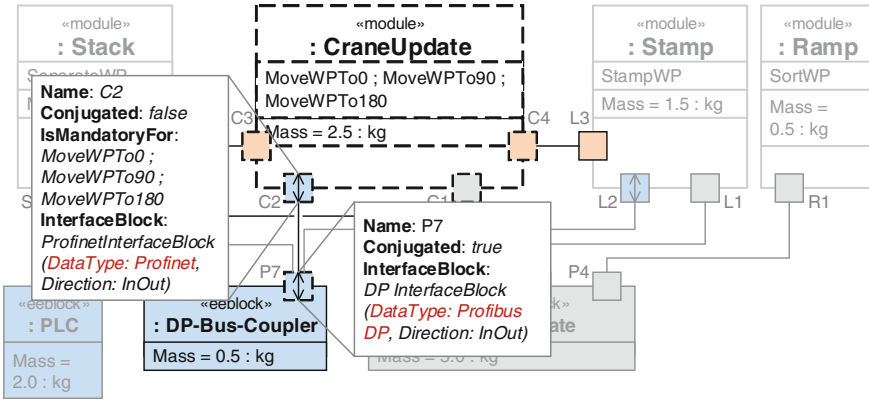 «module»
: Stack
SeparateWP
«module»
: CraneUpdate
MoveWPTo0 ; MoveWPTo90 ;
MoveWPTo180
Mass = 2.5 : kg
«module»
: Stamp
StampWP
Mass = 1.5 : kg
«module»
: Ramp
SortWP
Mass =
0.5 : kg
C3
C4
L3
Name: C2
Conjugated: false
IsMandatoryFor:
MoveWPTo0 ;
MoveWPTo90 ;
MoveWPTo180
InterfaceBlock:
ProfinetInterfaceBlock
(DataType: Profinet,
Direction: InOut)
C2
C1
L2
L1
R1
Name: P7
Conjugated: true
InterfaceBlock:
DP InterfaceBlock
(DataType: Profibus
DP, Direction: InOut)
P7
P4
«eeblock»
: PLC
Mass =
2.0 : kg
«eeblock»
: DP-Bus-Coupler
Mass = 0.5 : kg